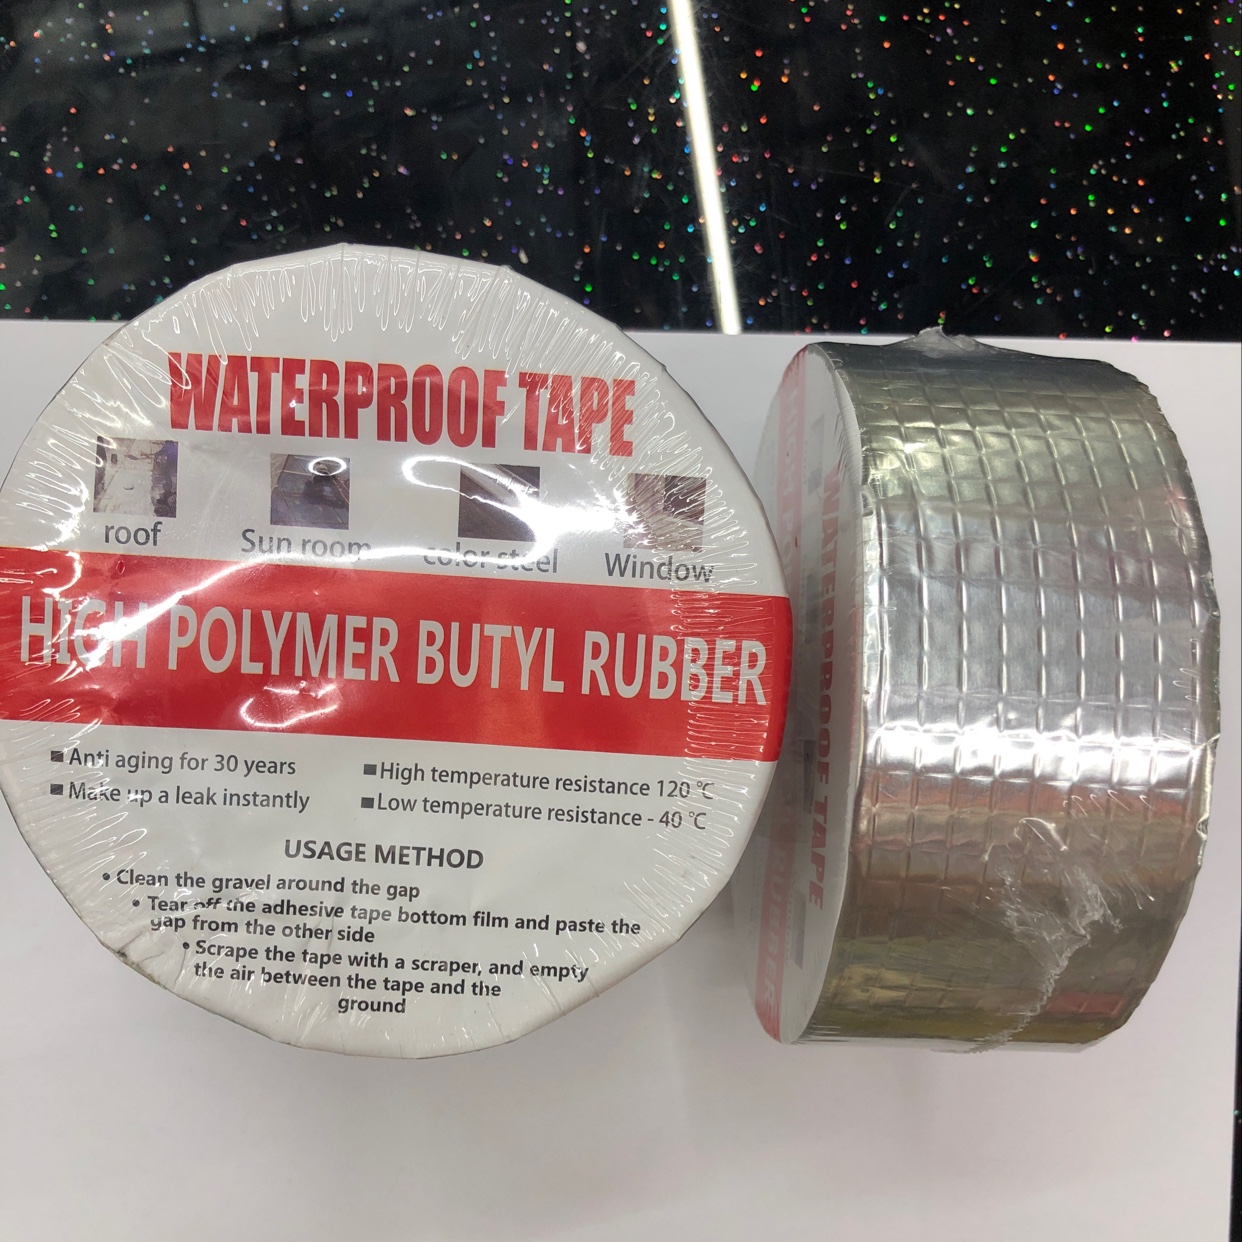 WATERPROOF TAPE
roof Sun room color steel Window
HIGH POLYMER BUTYL RUBBER
■ Anti aging for 30 years ■ High temperature resistance 120 ℃
■ Make up a leak instantly ■ Low temperature resistance - 40 ℃
USAGE METHOD
• Clean the gravel around the gap
• Tear off the adhesive tape bottom film and paste the
gap from the other side
• Scrape the tape with a scraper, and empty
the air between the tape and the
ground
WATERPROOF TAPE